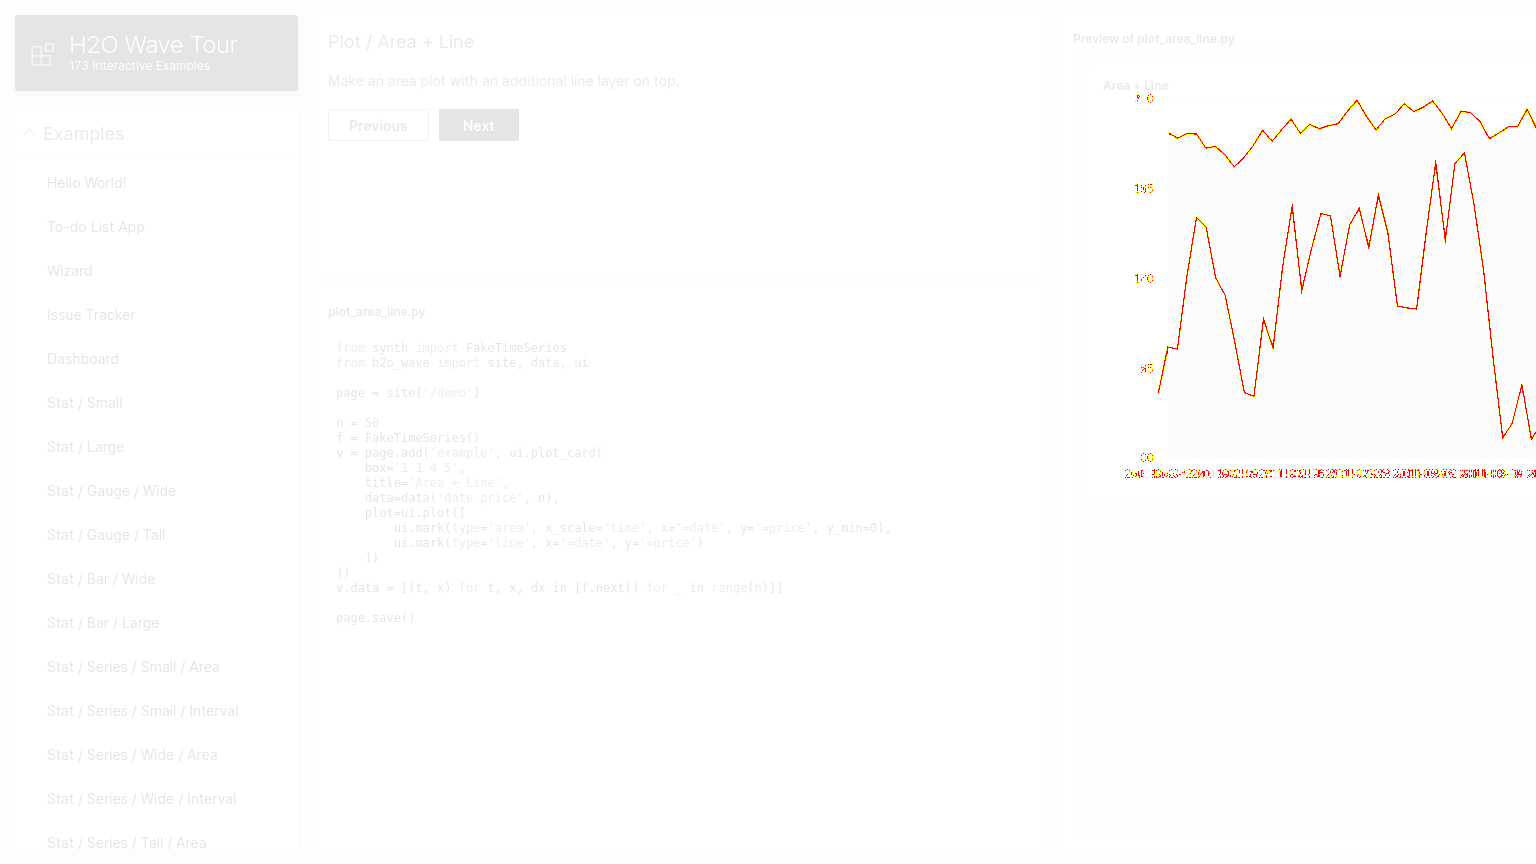 H2O Wave Tour
173 Interactive Examples
Examples
Hello World!
To-do List App
Wizard
Issue Tracker
Dashboard
Stat / Small
Stat / Large
Stat / Gauge / Wide
Stat / Gauge / Tall
Stat / Bar / Wide
Stat / Bar / Large
Stat / Series / Small / Area
Stat / Series / Small / Interval
Stat / Series / Wide / Area
Stat / Series / Wide / Interval
Stat / Series / Tall / Area
Plot / Area + Line
Make an area plot with an additional line layer on top.
Previous
Next
plot_area_line.py
from synth import FakeTimeSeries
from h2o_wave import site, data, ui
page = site['/demo']
n = 50
f = FakeTimeSeries()
v = page.add('example', ui.plot_card(
    box='1 1 4 5',
    title='Area + Line',
    data=data('date price', n),
    plot=ui.plot([
        ui.mark(type='area', x_scale='time', x='=date', y='=price', y_min=0),
        ui.mark(type='line', x='=date', y='=price')
    ])
))
v.data = [(t, x) for t, x, dx in [f.next() for _ in range(n)]]
page.save()
Preview of plot_area_line.py
Area + Line